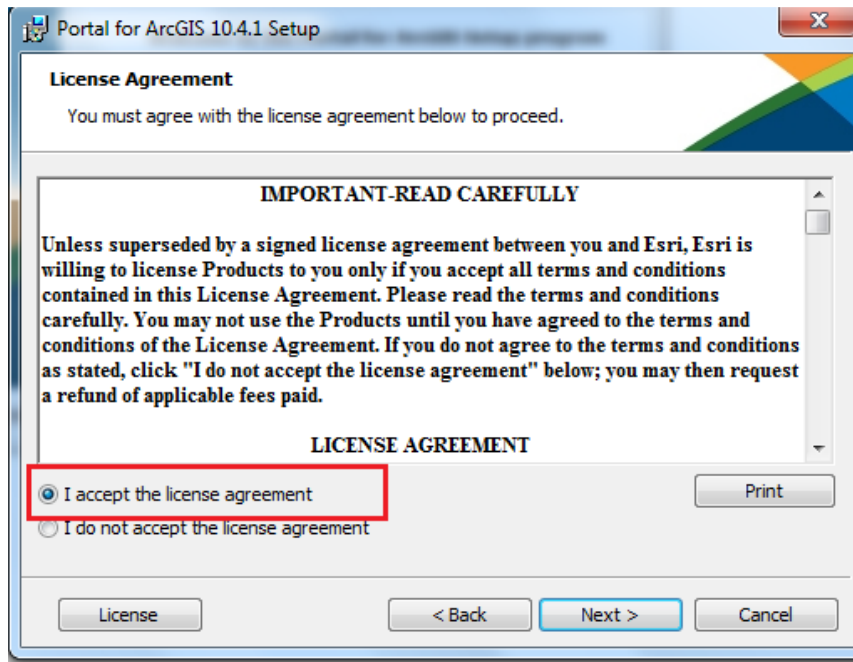 Portal for ArcGIS 10.4.1 Setup
Portal for ArcGIS Setup program
License Agreement
You must agree with the license agreement below to proceed.
IMPORTANT-READ CAREFULLY
Unless superseded by a signed license agreement between you and Esri, Esri is
willing to license Products to you only if you accept all terms and conditions
contained in this License Agreement. Please read the terms and conditions
carefully. You may not use the Products until you have agreed to the terms and
conditions of the License Agreement. If you do not agree to the terms and conditions
as stated, click "I do not accept the license agreement" below; you may then request
a refund of applicable fees paid.
LICENSE AGREEMENT
I accept the license agreement
Print
I do not accept the license agreement
License
< Back
Next >
Cancel